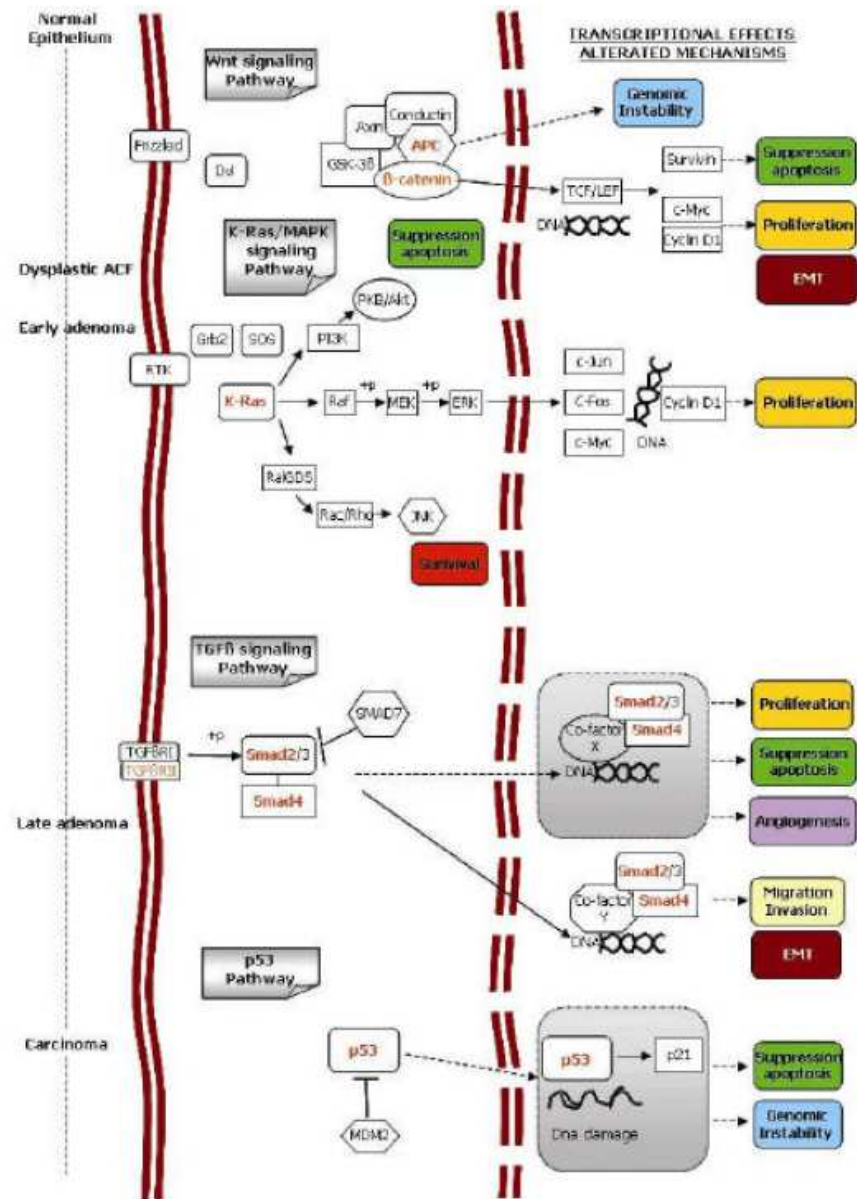 Normal
Epithelium
TRANSCRIPTIONAL EFFECTS
ALTERATED MECHANISMS
Wnt signaling
Pathway
Genomic
Instability
Conductin
Axin
APC
Frizzled
Dsl
GSK-3ß
ß-catenin
Survivin
Suppression
apoptosis
TCF/LEF
c-Myc
DNA
Cyclin D1
Proliferation
K-Ras/MAPK
signaling
Pathway
Suppression
apoptosis
Dysplastic ACF
EMT
PKB/Akt
Early adenoma
Grb2
SOS
PI3K
RTK
c-Jun
K-Ras
Raf
+p
MEK
+p
ERK
C-Fos
Cyclin D1
Proliferation
c-Myc
DNA
RalGDS
Rac/Rho
JNK
Survival
TGFß signaling
Pathway
SMAD7
Smad2/3
Proliferation
Co-factor
X
Smad4
TGFßRI
+p
Smad2/3
TGFßRII
DNA
Suppression
apoptosis
Smad4
Late adenoma
Angiogenesis
Smad2/3
Co-factor
Y
Smad4
Migration
Invasion
DNA
EMT
p53
Pathway
Carcinoma
p53
p53
p21
Suppression
apoptosis
MDM2
Dna damage
Genomic
Instability